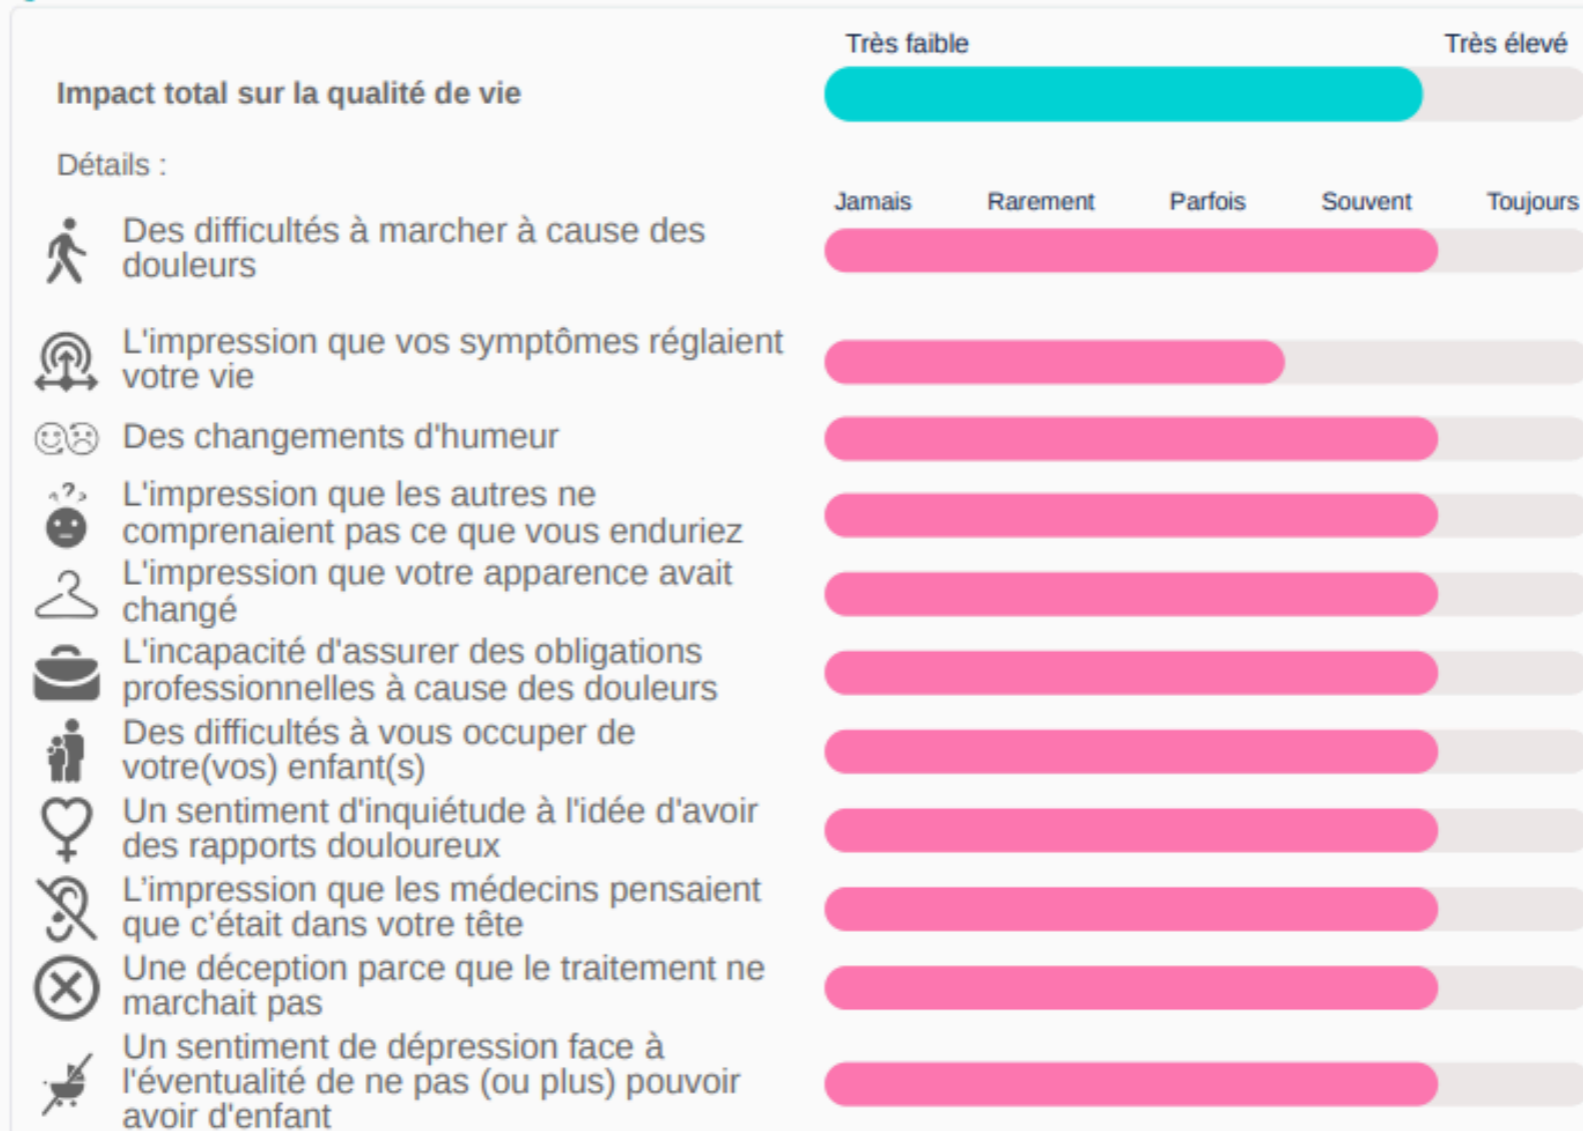 Très faible Très élevé
Impact total sur la qualité de vie
Détails :
Jamais Rarement Parfois Souvent Toujours
Des difficultés à marcher à cause des
douleurs
L'impression que vos symptômes réglaient
votre vie
Des changements d'humeur
L'impression que les autres ne
comprenaient pas ce que vous enduriez
L'impression que votre apparence avait
changé
L'incapacité d'assurer des obligations
professionnelles à cause des douleurs
Des difficultés à vous occuper de
votre(vos) enfant(s)
Un sentiment d'inquiétude à l'idée d'avoir
des rapports douloureux
L’impression que les médecins pensaient
que c’était dans votre tête
Une déception parce que le traitement ne
marchait pas
Un sentiment de dépression face à
l'éventualité de ne pas (ou plus) pouvoir
avoir d'enfant